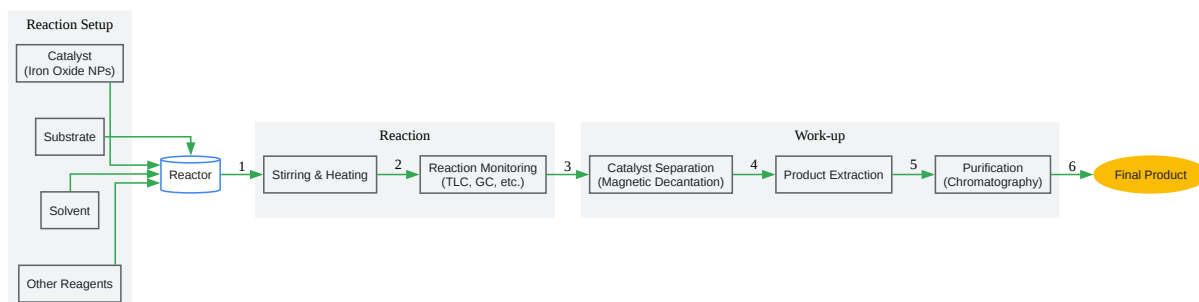 Reaction Setup
Catalyst
(Iron Oxide NPs)
Substrate
Solvent
Other Reagents
Reactor
1
Reaction
Stirring & Heating
2
Reaction Monitoring
(TLC, GC, etc.)
3
Work-up
Catalyst Separation
(Magnetic Decantation)
4
Product Extraction
5
Purification
(Chromatography)
6
Final Product